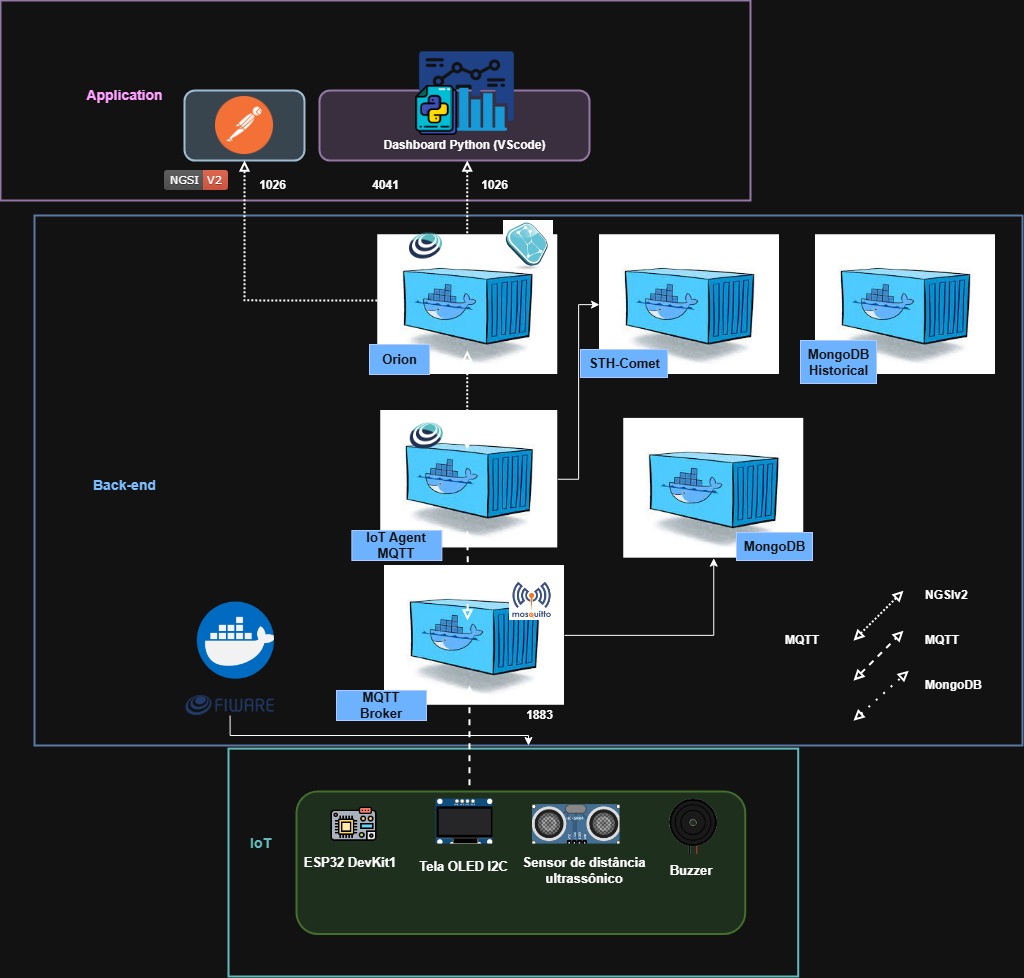 Application
Dashboard Python (VScode)
NGSI V2
1026
4041
1026
Orion
STH-Comet
MongoDB
Historical
Back-end
IoT Agent
MQTT
MongoDB
mosquitto
NGSIv2
MQTT
MQTT
MongoDB
FIWARE
MQTT
Broker
1883
IoT
ESP32 DevKit1
Tela OLED I2C
Sensor de distância
ultrassônico
Buzzer